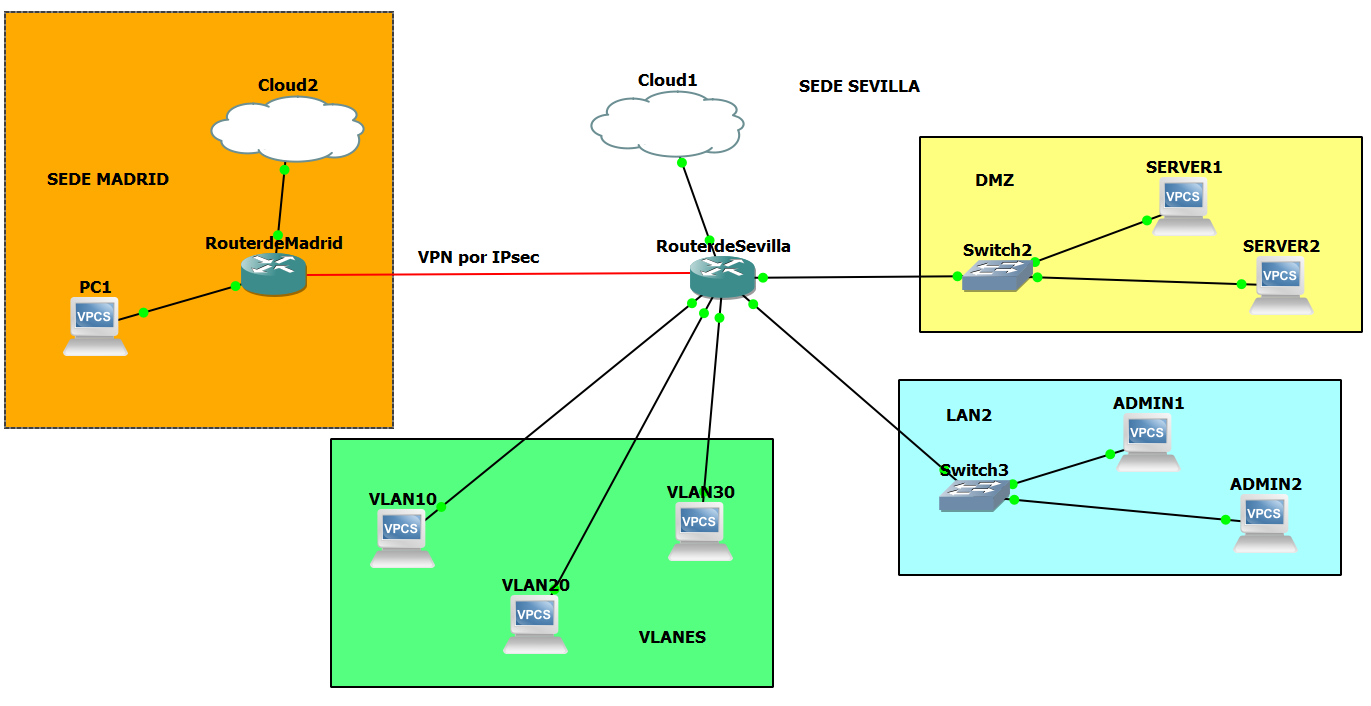 Cloud2
SEDE MADRID
RouterdeMadrid
PC1
VPCS
VPN por IPsec
Cloud1
SEDE SEVILLA
RouterdeSevilla
DMZ
SERVER1
VPCS
Switch2
SERVER2
VPCS
LAN2
ADMIN1
VPCS
Switch3
ADMIN2
VPCS
VLAN10
VPCS
VLAN30
VPCS
VLAN20
VPCS
VLANES